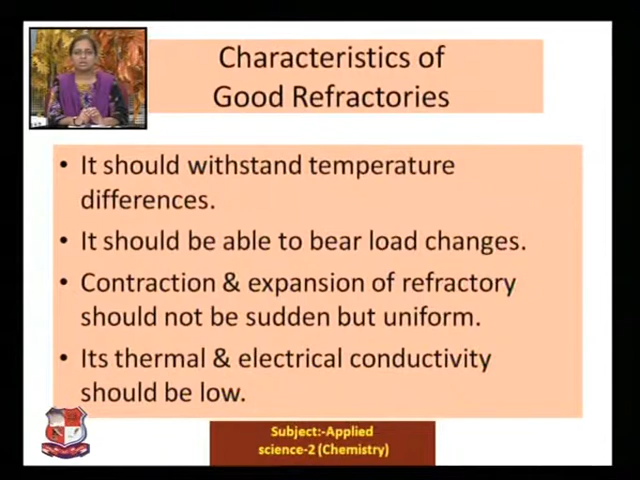 Characteristics of
Good Refractories
• It should withstand temperature
differences.
• It should be able to bear load changes.
• Contraction & expansion of refractory
should not be sudden but uniform.
• Its thermal & electrical conductivity
should be low.
Subject:-Applied
science-2 (Chemistry)